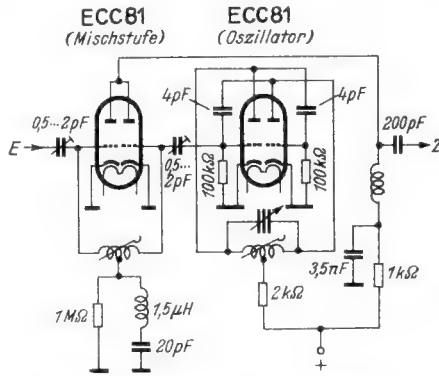 ECC81
(Mischstufe)
ECC81
(Oszillator)
4pF
4pF
0,5...2pF
E
0,5...
2pF
100kΩ
100kΩ
200pF
Z
1MΩ
1,5µH
20pF
2kΩ
3,5nF
1kΩ
+